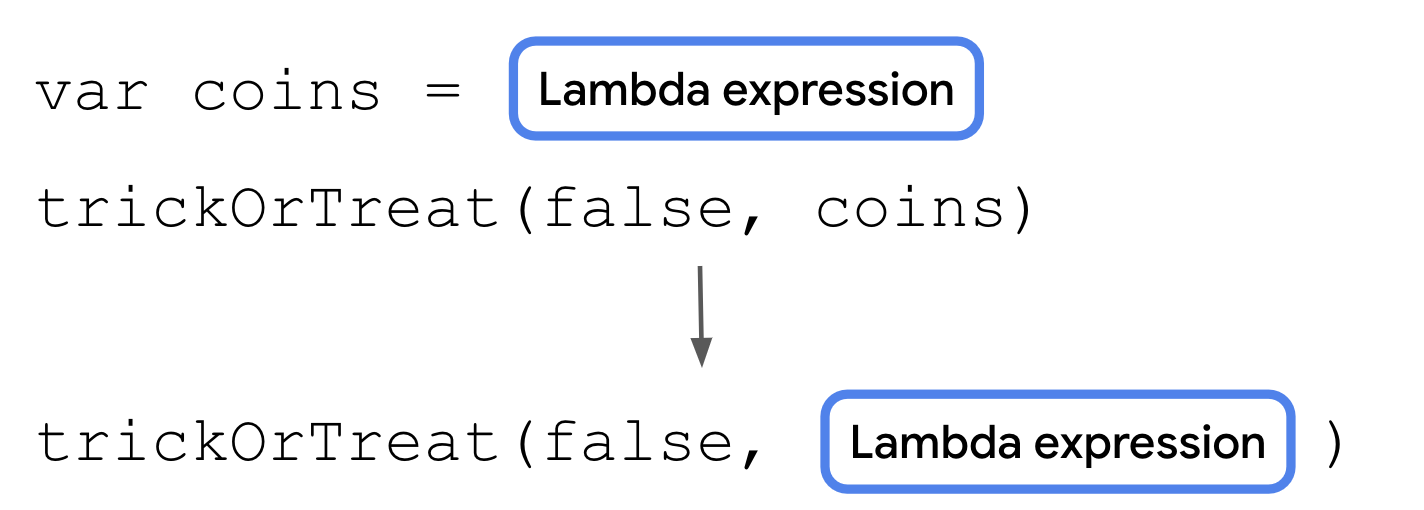 var coins = Lambda expression
trickOrTreat(false, coins)
trickOrTreat(false, Lambda expression )